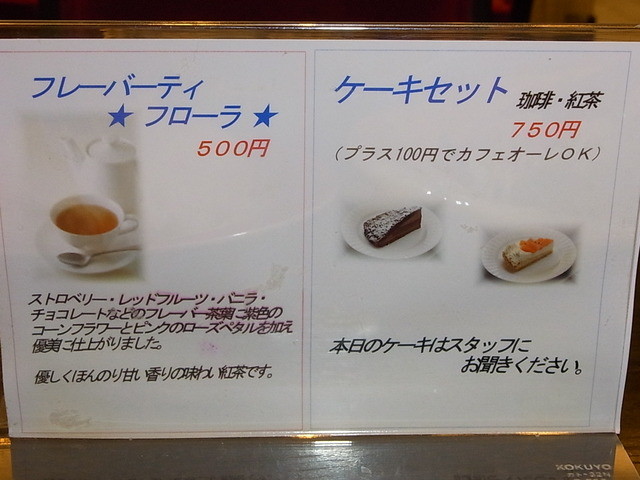 フレーバーティ
★ フローラ ★
500円
ストロベリー・レッドフルーツ・バニラ・
チョコレートなどのフレーバー茶葉に紫色の
コーンフラワーとピンクのローズペタルを加え
優美に仕上がりました。
優しくほんのり甘い香りの味わい紅茶です。
ケーキセット 珈琲・紅茶
750円
(プラス100円でカフェオーレOK)
本日のケーキはスタッフに
お聞きください。
KOKUYO